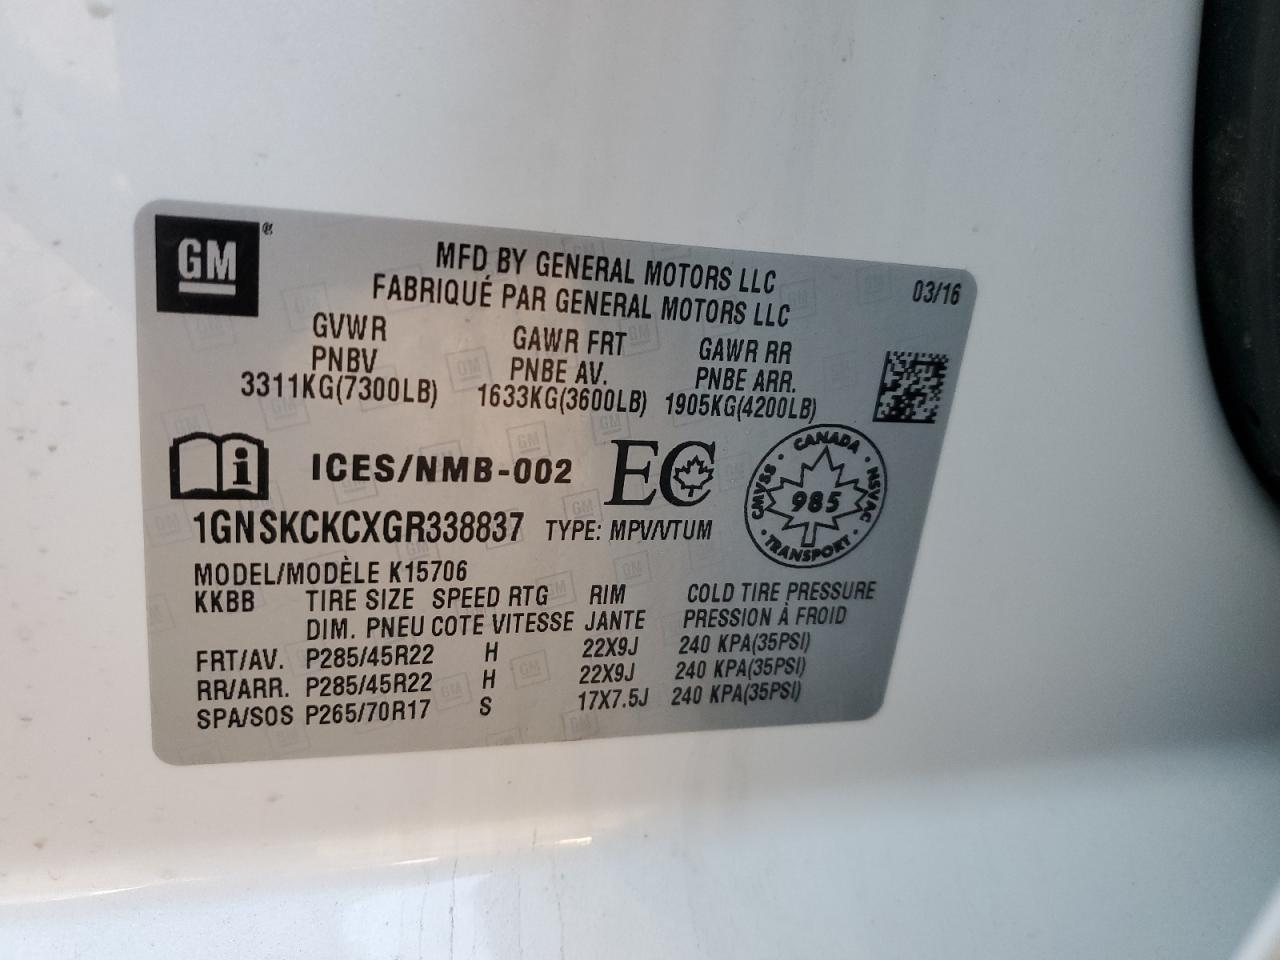 GM®
MFD BY GENERAL MOTORS LLC
FABRIQUÉ PAR GENERAL MOTORS LLC
03/16
GVWR GAWR FRT GAWR RR
PNBV PNBE AV. PNBE ARR.
3311KG(7300LB) 1633KG(3600LB) 1905KG(4200LB)
i ICES/NMB-002 EC
CANADA
CMVSS 985 NSVAC
TRANSPORT
1GNSKCKCXGR338837 TYPE: MPV/VTUM
MODEL/MODÈLE K15706
KKBB TIRE SIZE SPEED RTG RIM COLD TIRE PRESSURE
DIM. PNEU COTE VITESSE JANTE PRESSION À FROID
FRT/AV. P285/45R22 H 22X9J 240 KPA(35PSI)
RR/ARR. P285/45R22 H 22X9J 240 KPA(35PSI)
SPA/SOS P265/70R17 S 17X7.5J 240 KPA(35PSI)